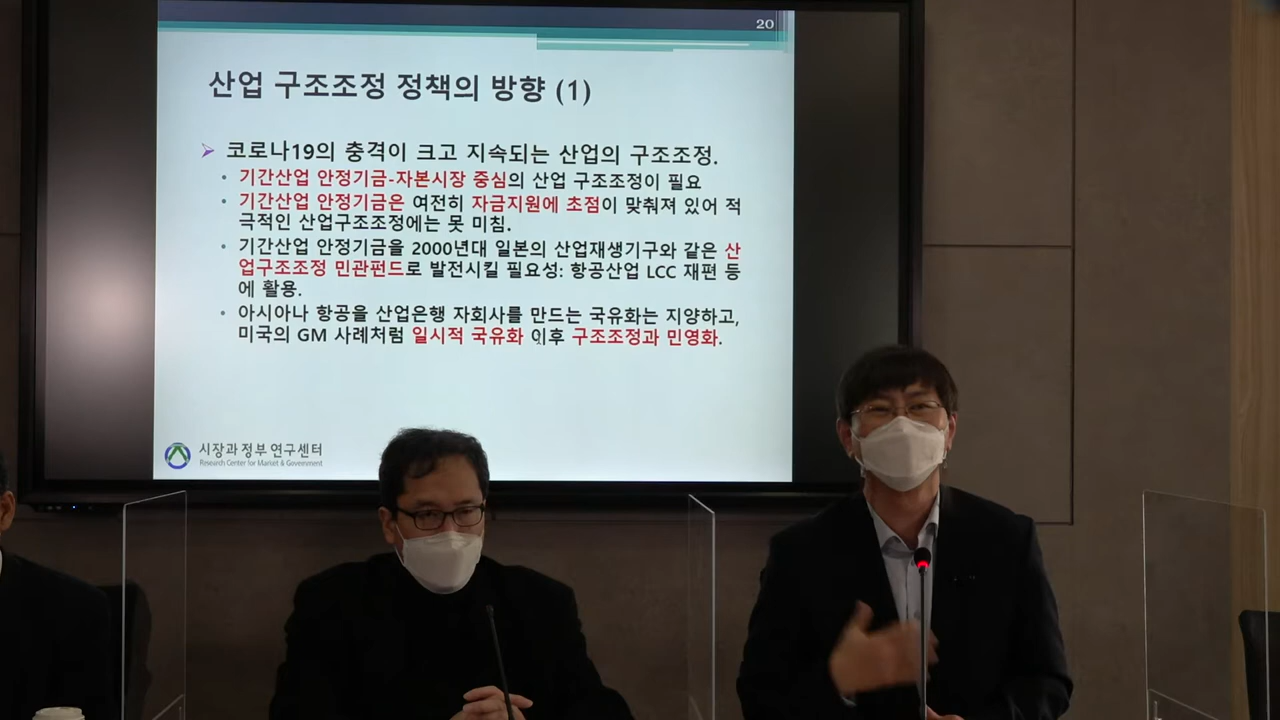 20
산업 구조조정 정책의 방향 (1)
코로나19의 충격이 크고 지속되는 산업의 구조조정.
기간산업 안정기금-자본시장 중심의 산업 구조조정이 필요
기간산업 안정기금은 여전히 자금지원에 초점이 맞춰져 있어 적
극적인 산업구조조정에는 못 미침.
기간산업 안정기금을 2000년대 일본의 산업재생기구와 같은 산
업구조조정 민관펀드로 발전시킬 필요성: 항공산업 LCC 재편 등
에 활용.
아시아나 항공을 산업은행 자회사를 만드는 국유화는 지양하고,
미국의 GM 사례처럼 일시적 국유화 이후 구조조정과 민영화.
시장과정부 연구센터
Research Center for Market & Government